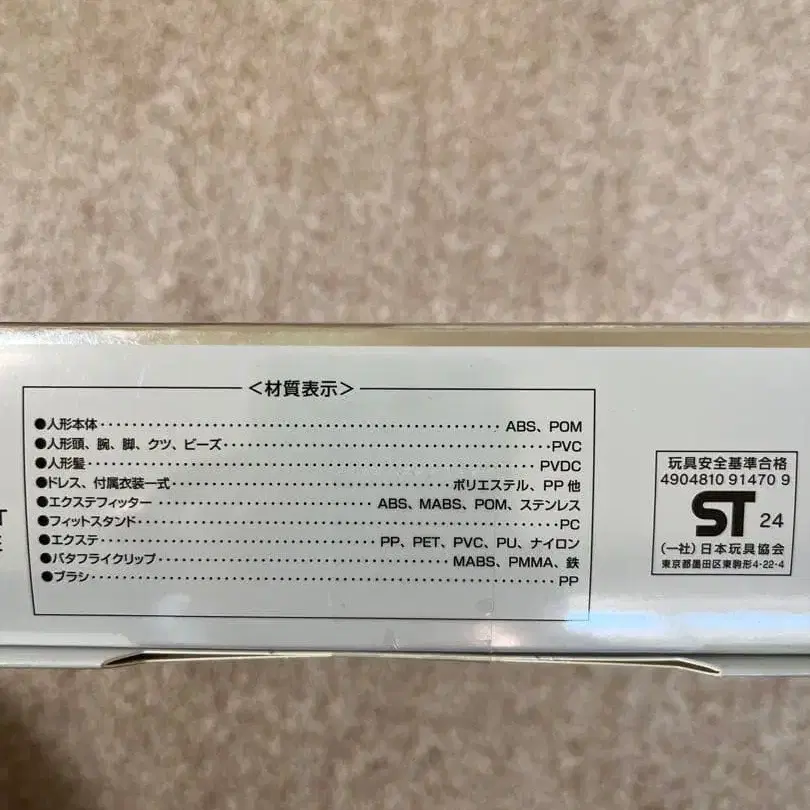 <材質表示>
●人形本体 ABS、POM
●人形頭、腕、脚、クツ、ビーズ PVC
●人形髪 PVDC
●ドレス、付属衣装一式 ポリエステル、PP 他
●エクステフィッター ABS、MABS、POM、ステンレス
●フィットスタンド PC
●エクステ PP、PET、PVC、PU、ナイロン
●バタフライクリップ MABS、PMMA、鉄
●ブラシ PP
玩具安全基準合格
4904810 91470 9
ST 24
(一社)日本玩具協会
東京都墨田区東駒形4-22-4